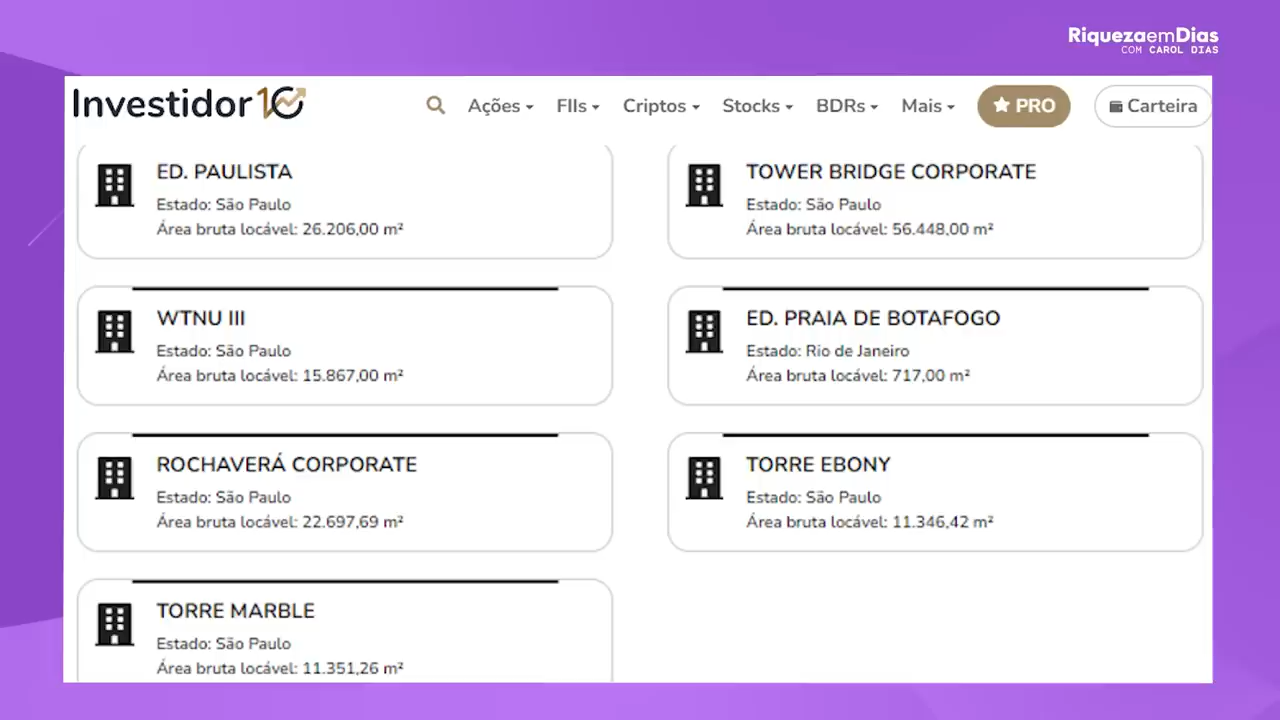 RiquezaemDias
COM CAROL DIAS
Investidor10
Ações
FIIs
Criptos
Stocks
BDRs
Mais
PRO
Carteira
ED. PAULISTA
Estado: São Paulo
Área bruta locável: 26.206,00 m²
TOWER BRIDGE CORPORATE
Estado: São Paulo
Área bruta locável: 56.448,00 m²
WTNU III
Estado: São Paulo
Área bruta locável: 15.867,00 m²
ED. PRAIA DE BOTAFOGO
Estado: Rio de Janeiro
Área bruta locável: 717,00 m²
ROCHAVERÁ CORPORATE
Estado: São Paulo
Área bruta locável: 22.697,69 m²
TORRE EBONY
Estado: São Paulo
Área bruta locável: 11.346,42 m²
TORRE MARBLE
Estado: São Paulo
Área bruta locável: 11.351,26 m²